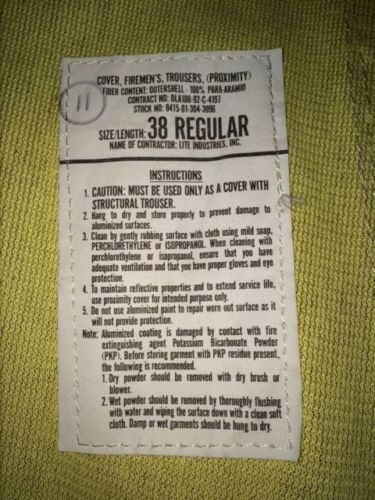 COVER, FIREMEN'S, TROUSERS, (PROXIMITY)
FIBER CONTENT: OUTERSHELL - 100% PARA-ARAMID
CONTRACT NO: DLA100-92-C-4197
STOCK NO: 8415-01-304-3096
11
SIZE/LENGTH: 38 REGULAR
NAME OF CONTRACTOR: LITE INDUSTRIES, INC.
INSTRUCTIONS
1. CAUTION: MUST BE USED ONLY AS A COVER WITH
STRUCTURAL TROUSER.
2. Hang to dry and store properly to prevent damage to
aluminized surfaces.
3. Clean by gently rubbing surface with cloth using mild soap,
PERCHLORETHYLENE or ISOPROPANOL. When cleaning with
perchlorethylene or isopropanol, ensure that you have
adequate ventilation and that you have proper gloves and eye
protection.
4. To maintain reflective properties and to extend service life,
use proximity cover for intended purpose only.
5. Do not use aluminized paint to repair worn out surface as it
will not provide protection.
Note: Aluminized coating is damaged by contact with fire
extinguishing agent Potassium Bicarbonate Powder
(PKP). Before storing garment with PKP residue present,
the following is recommended.
1. Dry powder should be removed with dry brush or
blower.
2. Wet powder should be removed by thoroughly flushing
with water and wiping the surface down with a clean soft
cloth. Damp or wet garments should be hung to dry.